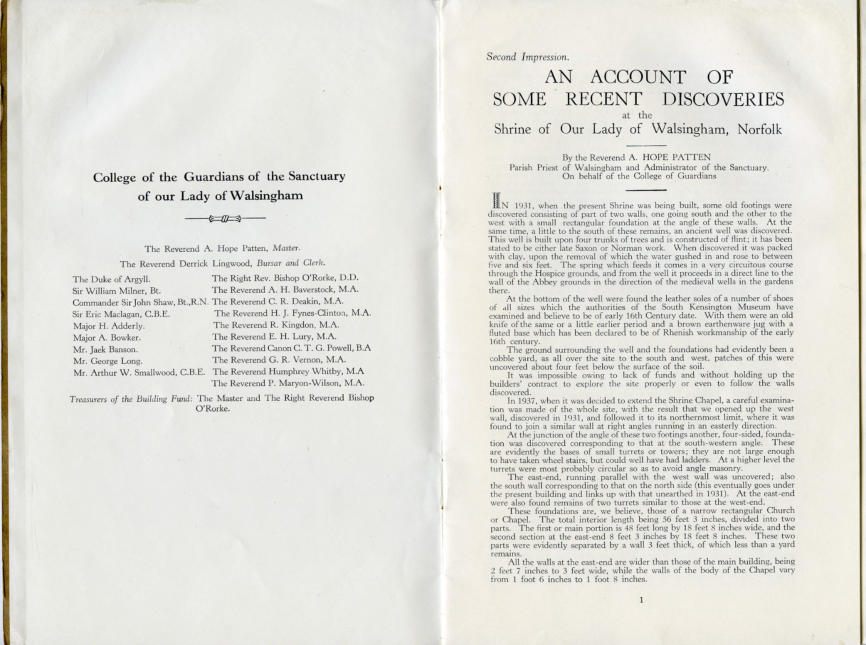 College of the Guardians of the Sanctuary
of our Lady of Walsingham
The Reverend A. Hope Patten, Master.
The Reverend Derrick Lingwood, Bursar and Clerk.
The Duke of Argyll. The Right Rev. Bishop O'Rorke, D.D.
Sir William Milner, Bt. The Reverend A. H. Baverstock, M.A.
Commander Sir John Shaw, Bt.,R.N. The Reverend C. R. Deakin, M.A.
Sir Eric Maclagan, C.B.E. The Reverend H. J. Fynes-Clinton, M.A.
Major H. Adderly. The Reverend R. Kingdon, M.A.
Major A. Bowker. The Reverend E. H. Lury, M.A.
Mr. Jack Banson. The Reverend Canon C. T. G. Powell, B.A
Mr. George Long. The Reverend G. R. Vernon, M.A.
Mr. Arthur W. Smallwood, C.B.E. The Reverend Humphrey Whitby, M.A
The Reverend P. Maryon-Wilson, M.A.
Treasurers of the Building Fund: The Master and The Right Reverend Bishop
O'Rorke.
Second Impression.
AN ACCOUNT OF
SOME RECENT DISCOVERIES
at the
Shrine of Our Lady of Walsingham, Norfolk
By the Reverend A. HOPE PATTEN
Parish Priest of Walsingham and Administrator of the Sanctuary.
On behalf of the College of Guardians
IN 1931, when the present Shrine was being built, some old footings were
discovered consisting of part of two walls, one going south and the other to the
west with a small rectangular foundation at the angle of these walls. At the
same time, a little to the south of these remains, an ancient well was discovered.
This well is built upon four trunks of trees and is constructed of flint; it has been
stated to be either late Saxon or Norman work. When discovered it was packed
with clay, upon the removal of which the water gushed in and rose to between
five and six feet. The spring which feeds it comes in a very circuitous course
through the Hospice grounds, and from the well it proceeds in a direct line to the
wall of the Abbey grounds in the direction of the medieval wells in the gardens
there.
At the bottom of the well were found the leather soles of a number of shoes
of all sizes which the authorities of the South Kensington Museum have
examined and believe to be of early 16th Century date. With them were an old
knife of the same or a little earlier period and a brown earthenware jug with a
fluted base which has been declared to be of Rhenish workmanship of the early
16th century.
The ground surrounding the well and the foundations had evidently been a
cobble yard, as all over the site to the south and west, patches of this were
uncovered about four feet below the surface of the soil.
It was impossible owing to lack of funds and without holding up the
builders' contract to explore the site properly or even to follow the walls
discovered.
In 1937, when it was decided to extend the Shrine Chapel, a careful examina-
tion was made of the whole site, with the result that we opened up the west
wall, discovered in 1931, and followed it to its northernmost limit, where it was
found to join a similar wall at right angles running in an easterly direction.
At the junction of the angle of these two footings another, four-sided, founda-
tion was discovered corresponding to that at the south-western angle. These
are evidently the bases of small turrets or towers; they are not large enough
to have taken wheel stairs, but could well have had ladders. At a higher level the
turrets were most probably circular so as to avoid angle masonry.
The east-end, running parallel with the west wall was uncovered; also
the south wall corresponding to that on the north side (this eventually goes under
the present building and links up with that unearthed in 1931). At the east-end
were also found remains of two turrets similar to those at the west-end.
These foundations are, we believe, those of a narrow rectangular Church
or Chapel. The total interior length being 56 feet 3 inches, divided into two
parts. The first or main portion is 48 feet long by 18 feet 8 inches wide, and the
second section at the east-end 8 feet 3 inches by 18 feet 8 inches. These two
parts were evidently separated by a wall 3 feet thick, of which less than a yard
remains.
All the walls at the east-end are wider than those of the main building, being
2 feet 7 inches to 3 feet wide, while the walls of the body of the Chapel vary
from 1 foot 6 inches to 1 foot 8 inches.
1